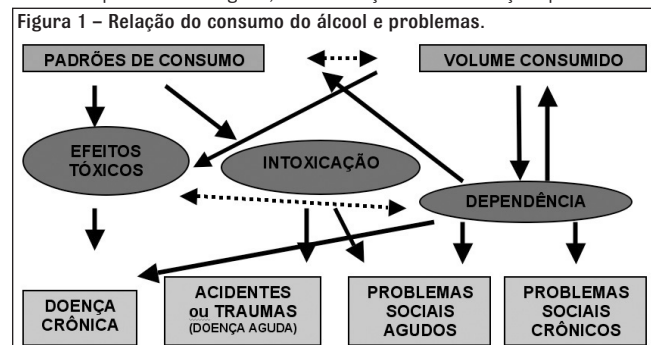 Figura 1 – Relação do consumo do álcool e problemas.
PADRÕES DE CONSUMO
VOLUME CONSUMIDO
EFEITOS
TÓXICOS
INTOXICAÇÃO
DEPENDÊNCIA
DOENÇA
CRÔNICA
ACIDENTES
ou TRAUMAS
(DOENÇA AGUDA)
PROBLEMAS
SOCIAIS
AGUDOS
PROBLEMAS
SOCIAIS
CRÔNICOS